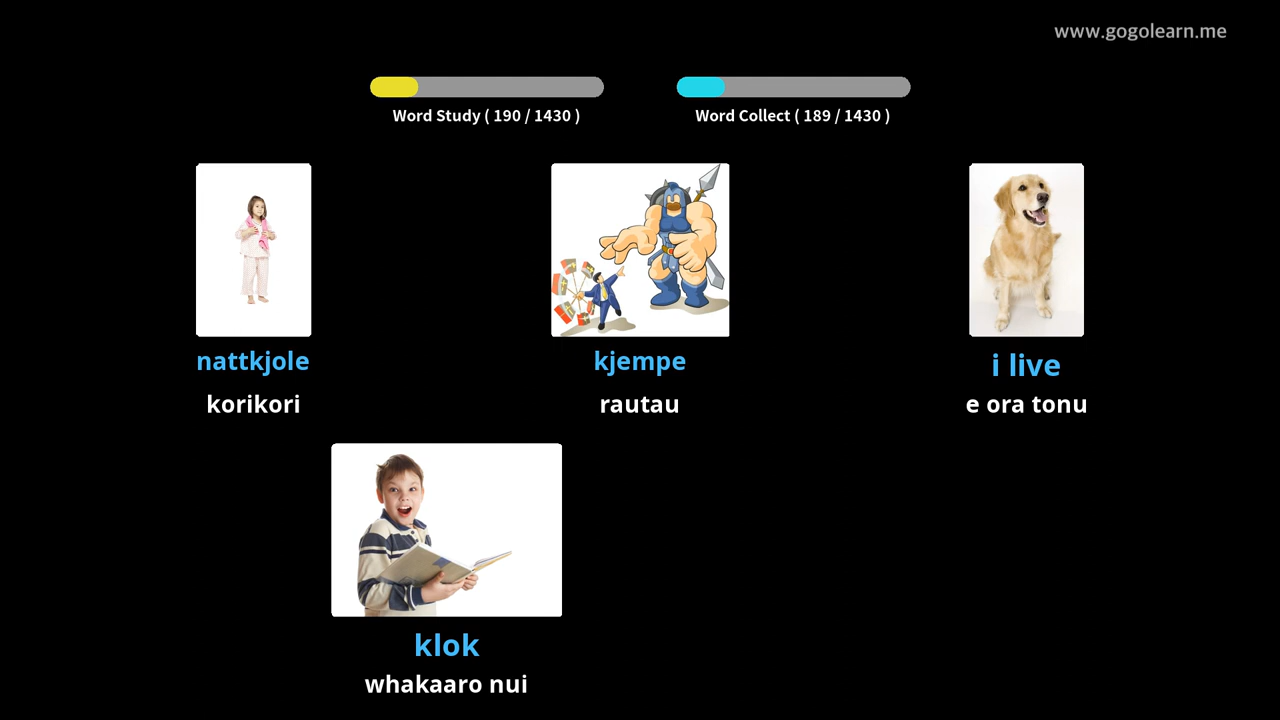 www.gogolearn.me
Word Study ( 190 / 1430 )
Word Collect ( 189 / 1430 )
nattkjole
korikori
kjempe
rautau
i live
e ora tonu
klok
whakaaro nui